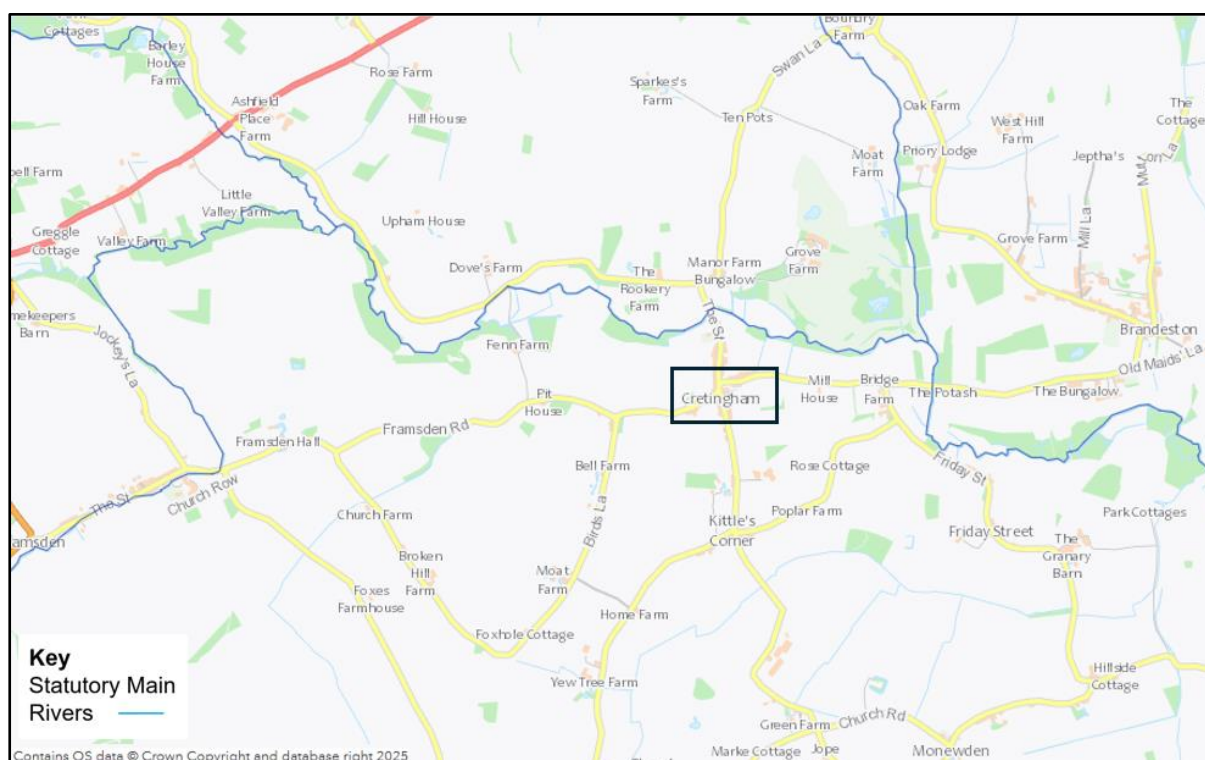 Cottages
Barley
House
Farm
Rose Farm
Ashfield
Place
Farm
Hill House
Sparkes's
Farm
Swan La
Farm
Ten Pots
Oak Farm
The
Cottage
West Hill
Farm
Jeptha's
Priory Lodge
Moat
Farm
Little
Valley Farm
Upham House
Greggle
Cottage
Valley Farm
Dove's Farm
The
Rookery
Farm
Manor Farm
Bungalow
Grove
Farm
Grove Farm
Mill La
Barn
Jockey's La
Fenn Farm
The St
Brandeston
Old Maids' La
Pit
House
Cretingham
Mill
House
Bridge
Farm
The Potash
The Bungalow
Framsden Hall
Framsden Rd
Bell Farm
Rose Cottage
Friday St
The St
Church Row
Church Farm
Birds La
Kittle's
Corner
Poplar Farm
Park Cottages
Friday Street
The
Granary
Barn
Broken
Hill
Farm
Foxes
Farmhouse
Moat
Farm
Home Farm
Foxhole Cottage
Yew Tree Farm
Hillside
Cottage
Green Farm
Church Rd
Marke Cottage
Jope
Monewden
Key
Statutory Main
Rivers
Contains OS data © Crown Copyright and database right 2025